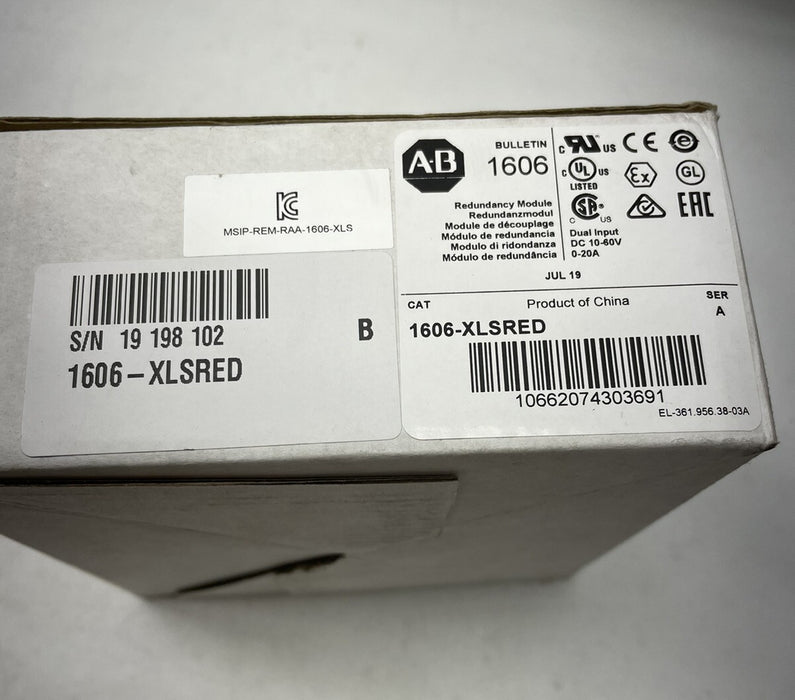 MSIP-REM-RAA-1606-XLS
S/N 19 198 102
B
1606-XLSRED
A-B
BULLETIN
1606
Redundancy Module
Redundanzmodul
Module de découplage
Módulo de redundancia
Modulo di ridondanza
Módulo de redundância
JUL 19
c UR US
CE
e
c UL US
LISTED
Ex
GL
SA
C US
EAC
Dual Input
DC 10-60V
0-20A
CAT
Product of China
SER
A
1606-XLSRED
10662074303691
EL-361.956.38-03A